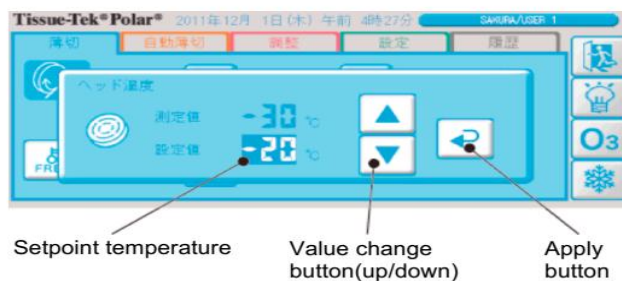 Tissue-Tek® Polar® 2011年12月 1日(木) 午前 4時27分 SAKURA/USER 1
薄切 自動薄切 調整 設定 履歴
ヘッド温度
測定値 -30 ℃
設定値 -20 ℃
FRE
O3
Setpoint temperature
Value change
button(up/down)
Apply
button